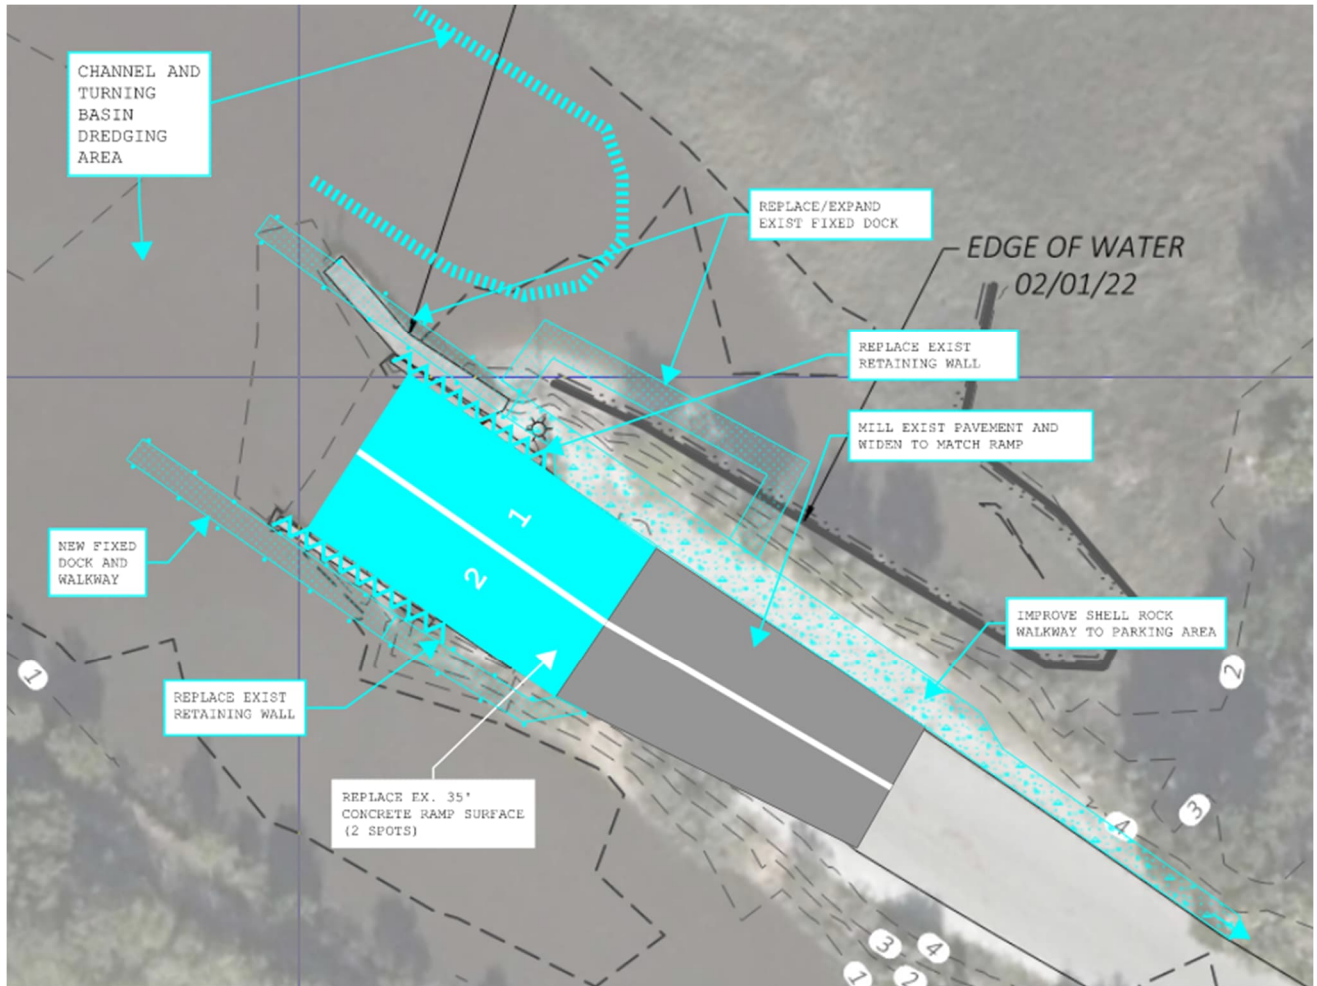 CHANNEL AND
TURNING
BASIN
DREDGING
AREA
REPLACE/EXPAND
EXIST FIXED DOCK
EDGE OF WATER
02/01/22
REPLACE EXIST
RETAINING WALL
MILL EXIST PAVEMENT AND
WIDEN TO MATCH RAMP
1
2
NEW FIXED
DOCK AND
WALKWAY
IMPROVE SHELL ROCK
WALKWAY TO PARKING AREA
1
2
REPLACE EXIST
RETAINING WALL
REPLACE EX. 35'
CONCRETE RAMP SURFACE
(2 SPOTS)
3
4
3
4
1
2